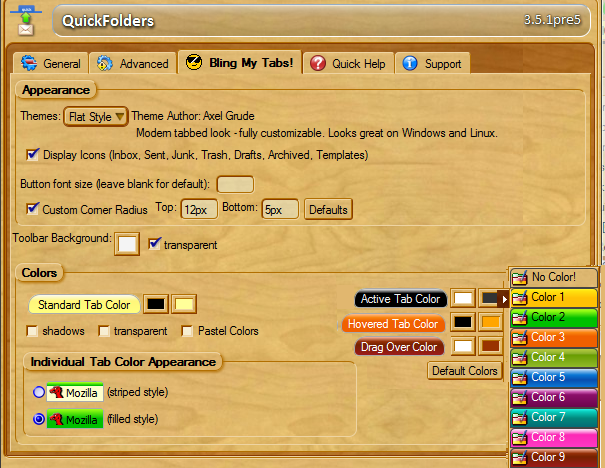 QuickFolders 3.5.1pre5
General Advanced Bling My Tabs! Quick Help Support
Appearance
Themes: Flat Style Theme Author: Axel Grude
Modern tabbed look - fully customizable. Looks great on Windows and Linux.
Display Icons (Inbox, Sent, Junk, Trash, Drafts, Archived, Templates)
Button font size (leave blank for default):
Custom Corner Radius Top: 12px Bottom: 5px Defaults
Toolbar Background: transparent
Colors
Standard Tab Color
shadows transparent Pastel Colors
Active Tab Color
Hovered Tab Color
Drag Over Color
Default Colors
Individual Tab Color Appearance
Mozilla (striped style)
Mozilla (filled style)
No Color!
Color 1
Color 2
Color 3
Color 4
Color 5
Color 6
Color 7
Color 8
Color 9